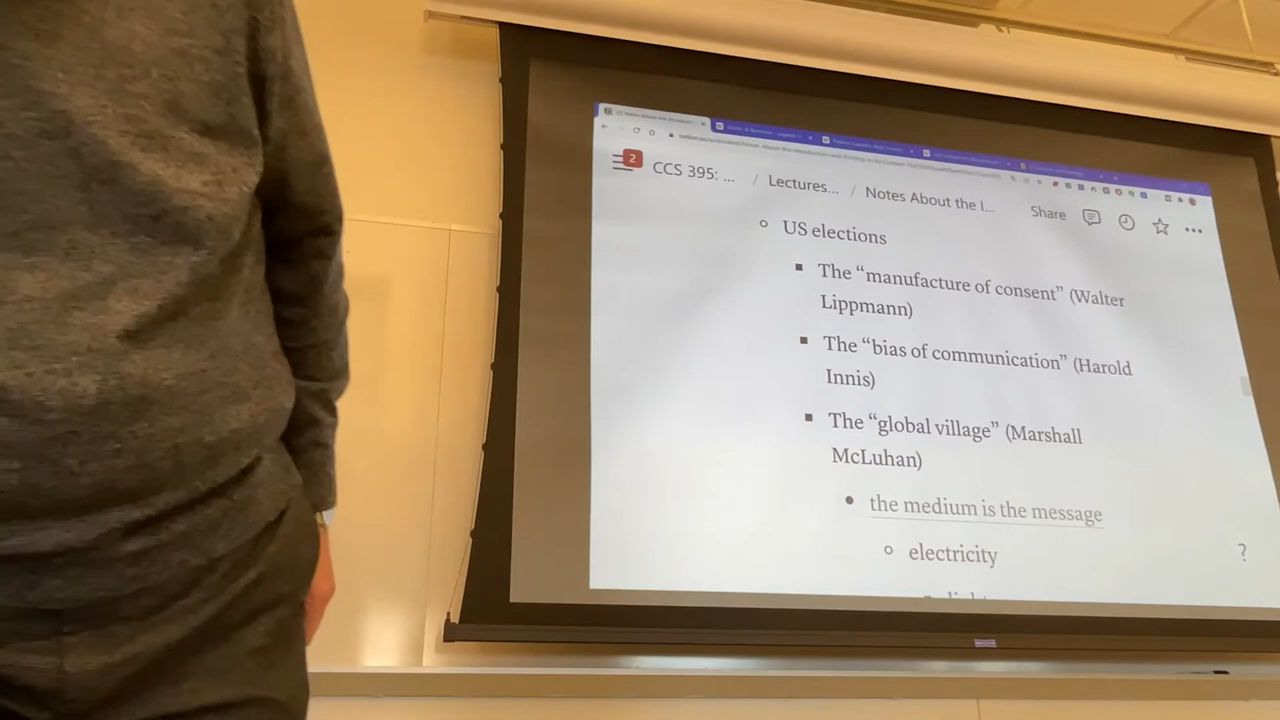 2
CCS 395: ... / Lectures... / Notes About the I... Share
US elections
The “manufacture of consent” (Walter
Lippmann)
The “bias of communication” (Harold
Innis)
The “global village” (Marshall
McLuhan)
the medium is the message
electricity
?